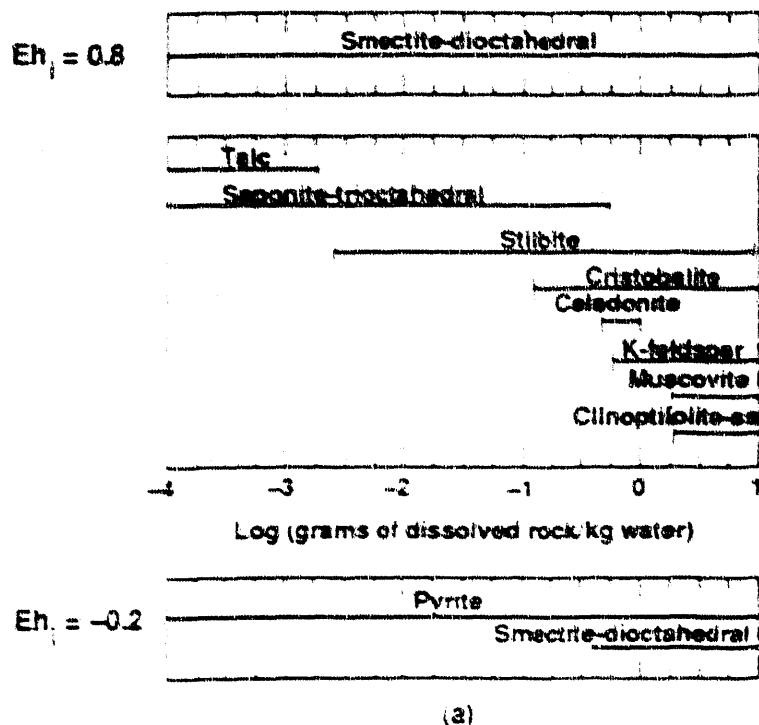 Smectite-dioctahedral
Eh i = 0.8
Talc
Saponite-trioctahedral
Stilbite
Cristobalite
Celadonite
K-feldspar
Muscovite
Clinoptilolite-ss
-4 -3 -2 -1 0 1
Log (grams of dissolved rock/kg water)
Pyrite
Eh i = -0.2
Smectite-dioctahedral
(a)